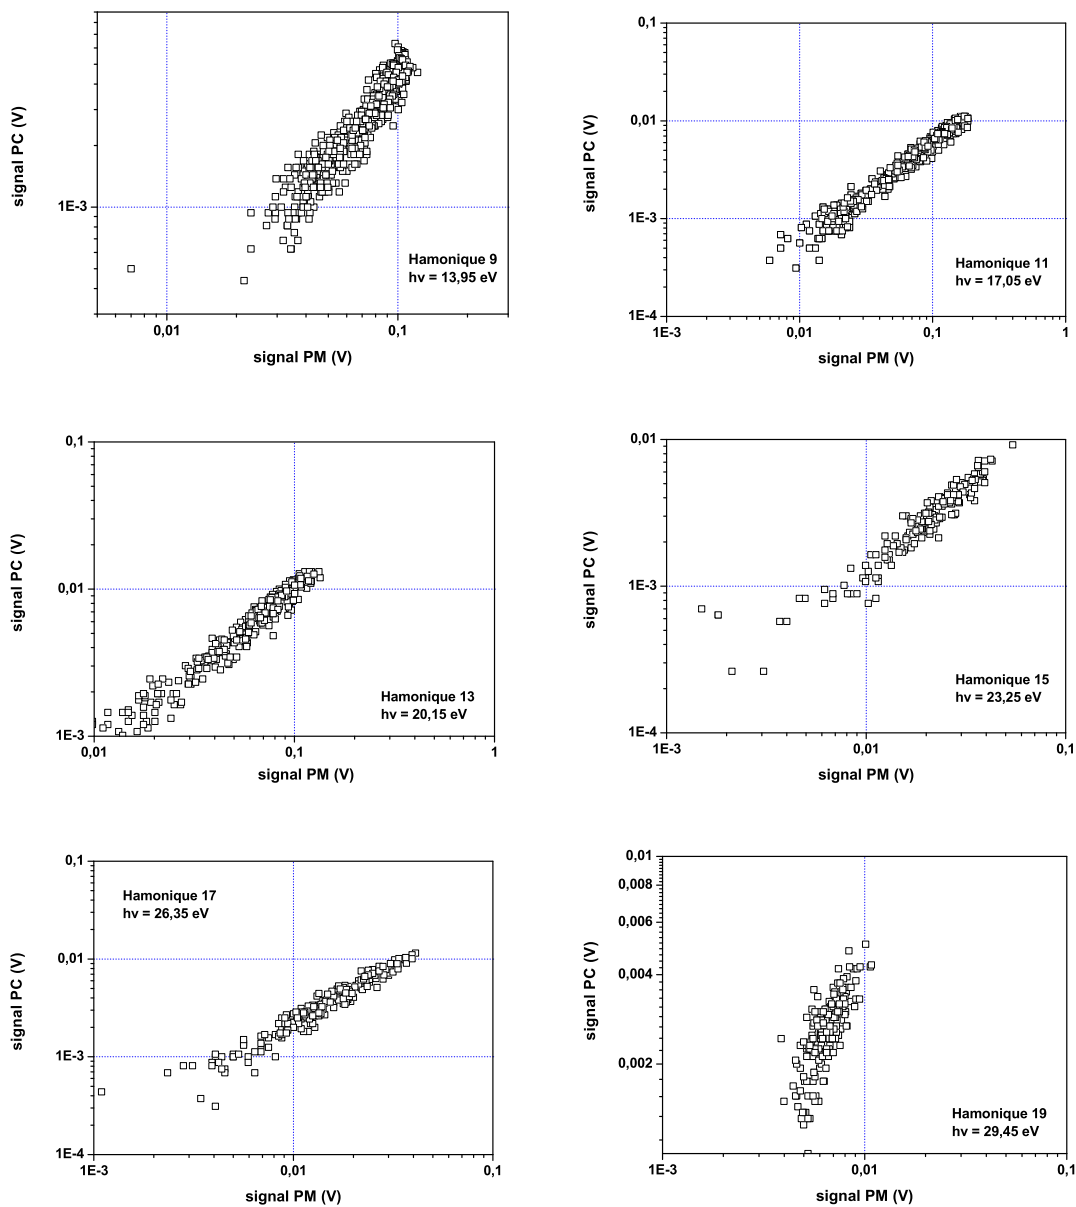 signal PC (V)
1E-3
Hamonique 9
hν = 13,95 eV
0,01
0,1
signal PM (V)
0,1
0,01
signal PC (V)
1E-3
Hamonique 11
hν = 17,05 eV
1E-4
1E-3
0,01
0,1
1
signal PM (V)
0,1
signal PC (V)
0,01
Hamonique 13
hν = 20,15 eV
1E-3
0,01
0,1
1
signal PM (V)
0,01
signal PC (V)
1E-3
Hamonique 15
hν = 23,25 eV
1E-4
1E-3
0,01
0,1
signal PM (V)
0,1
Hamonique 17
hν = 26,35 eV
0,01
signal PC (V)
1E-3
1E-4
1E-3
0,01
0,1
signal PM (V)
0,01
0,008
0,006
signal PC (V)
0,004
0,002
Hamonique 19
hν = 29,45 eV
1E-3
0,01
0,1
signal PM (V)